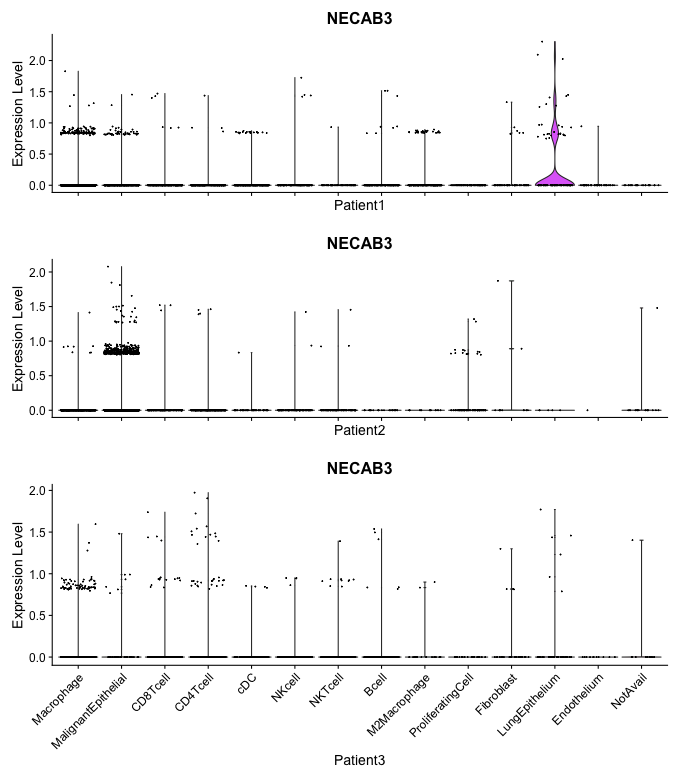 NECAB3
Expression Level
2.0
1.5
1.0
0.5
0.0
Patient1
NECAB3
Expression Level
2.0
1.5
1.0
0.5
0.0
Patient2
NECAB3
Expression Level
2.0
1.5
1.0
0.5
0.0
Macrophage
MalignantEpithelial
CD8Tcell
CD4Tcell
cDC
NKcell
NKTcell
Bcell
M2Macrophage
ProliferatingCell
Fibroblast
LungEpithelium
Endothelium
NotAvail
Patient3